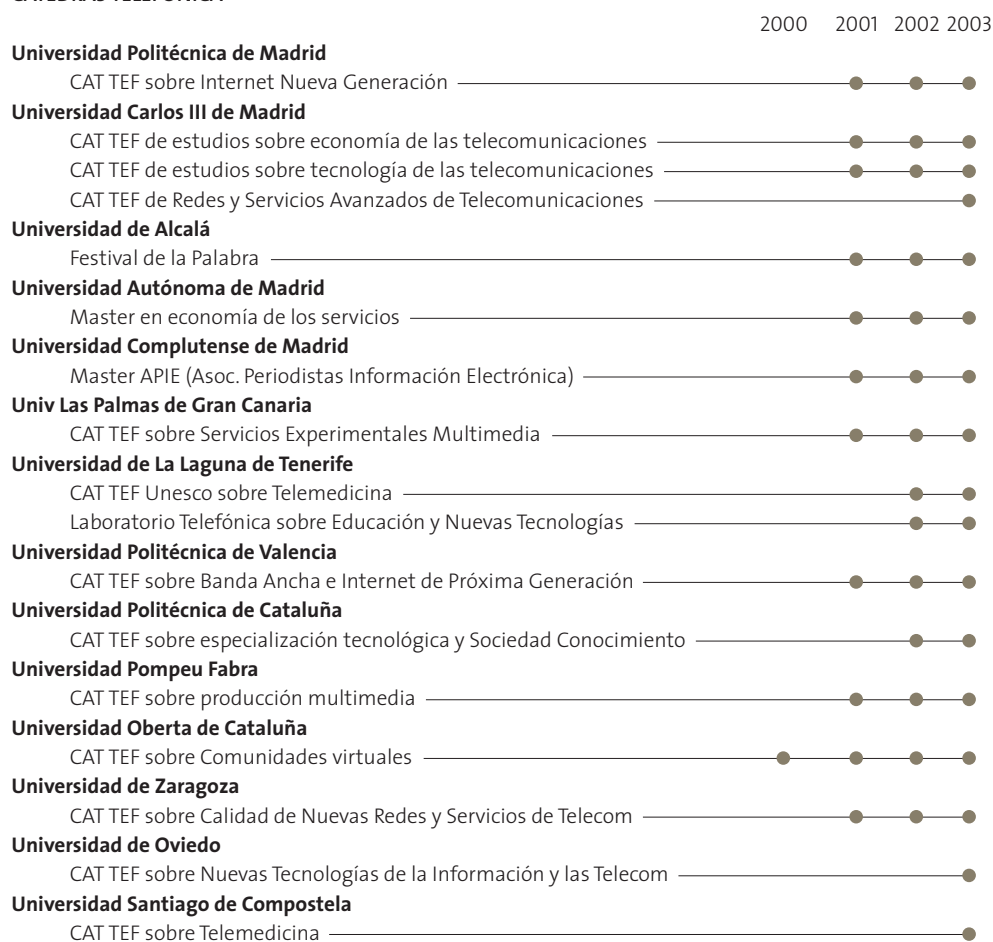 2000 2001 2002 2003
Universidad Politécnica de Madrid
CAT TEF sobre Internet Nueva Generación
Universidad Carlos III de Madrid
CAT TEF de estudios sobre economía de las telecomunicaciones
CAT TEF de estudios sobre tecnología de las telecomunicaciones
CAT TEF de Redes y Servicios Avanzados de Telecomunicaciones
Universidad de Alcalá
Festival de la Palabra
Universidad Autónoma de Madrid
Master en economía de los servicios
Universidad Complutense de Madrid
Master APIE (Asoc. Periodistas Información Electrónica)
Univ Las Palmas de Gran Canaria
CAT TEF sobre Servicios Experimentales Multimedia
Universidad de La Laguna de Tenerife
CAT TEF Unesco sobre Telemedicina
Laboratorio Telefónica sobre Educación y Nuevas Tecnologías
Universidad Politécnica de Valencia
CAT TEF sobre Banda Ancha e Internet de Próxima Generación
Universidad Politécnica de Cataluña
CAT TEF sobre especialización tecnológica y Sociedad Conocimiento
Universidad Pompeu Fabra
CAT TEF sobre producción multimedia
Universidad Oberta de Cataluña
CAT TEF sobre Comunidades virtuales
Universidad de Zaragoza
CAT TEF sobre Calidad de Nuevas Redes y Servicios de Telecom
Universidad de Oviedo
CAT TEF sobre Nuevas Tecnologías de la Información y las Telecom
Universidad Santiago de Compostela
CAT TEF sobre Telemedicina